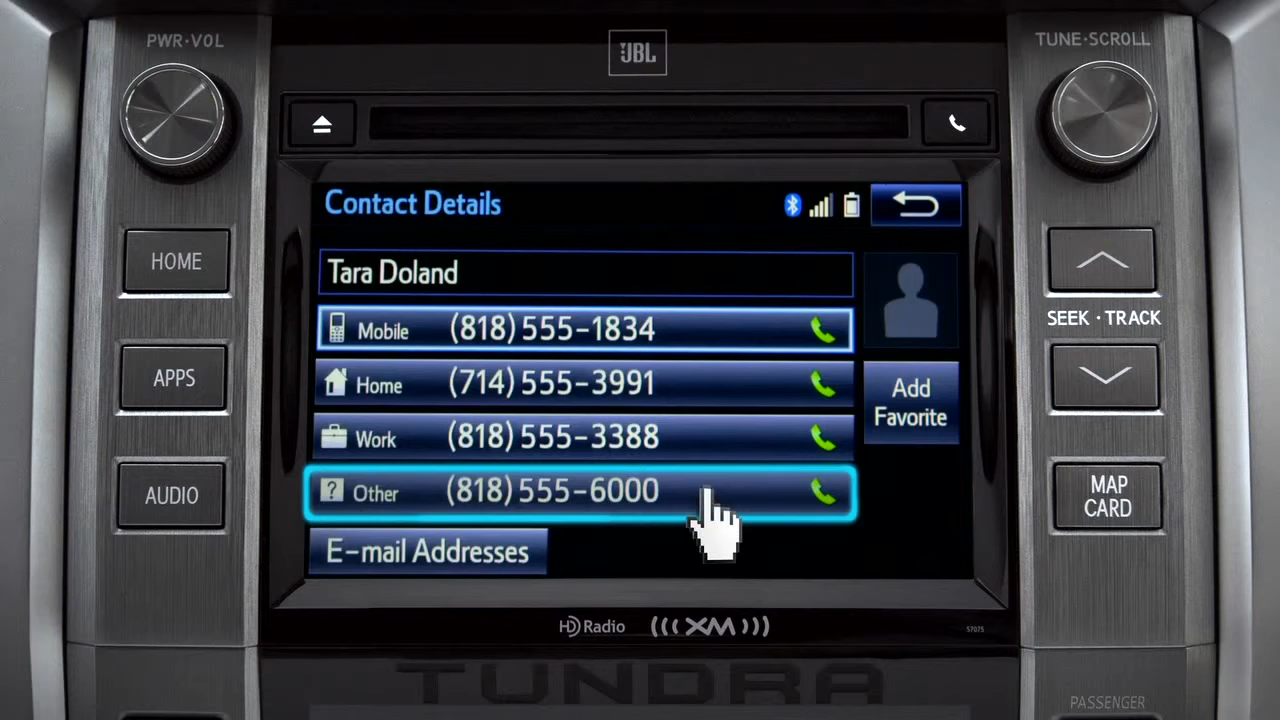 PWR·VOL
JBL
TUNE·SCROLL
Contact Details
HOME
Tara Doland
Mobile (818) 555-1834
SEEK · TRACK
APPS
Home (714) 555-3991
Add
Favorite
Work (818) 555-3388
AUDIO
Other (818) 555-6000
MAP
CARD
E-mail Addresses
HD Radio
(((XM)))
57075
TUNDRA
PASSENGER